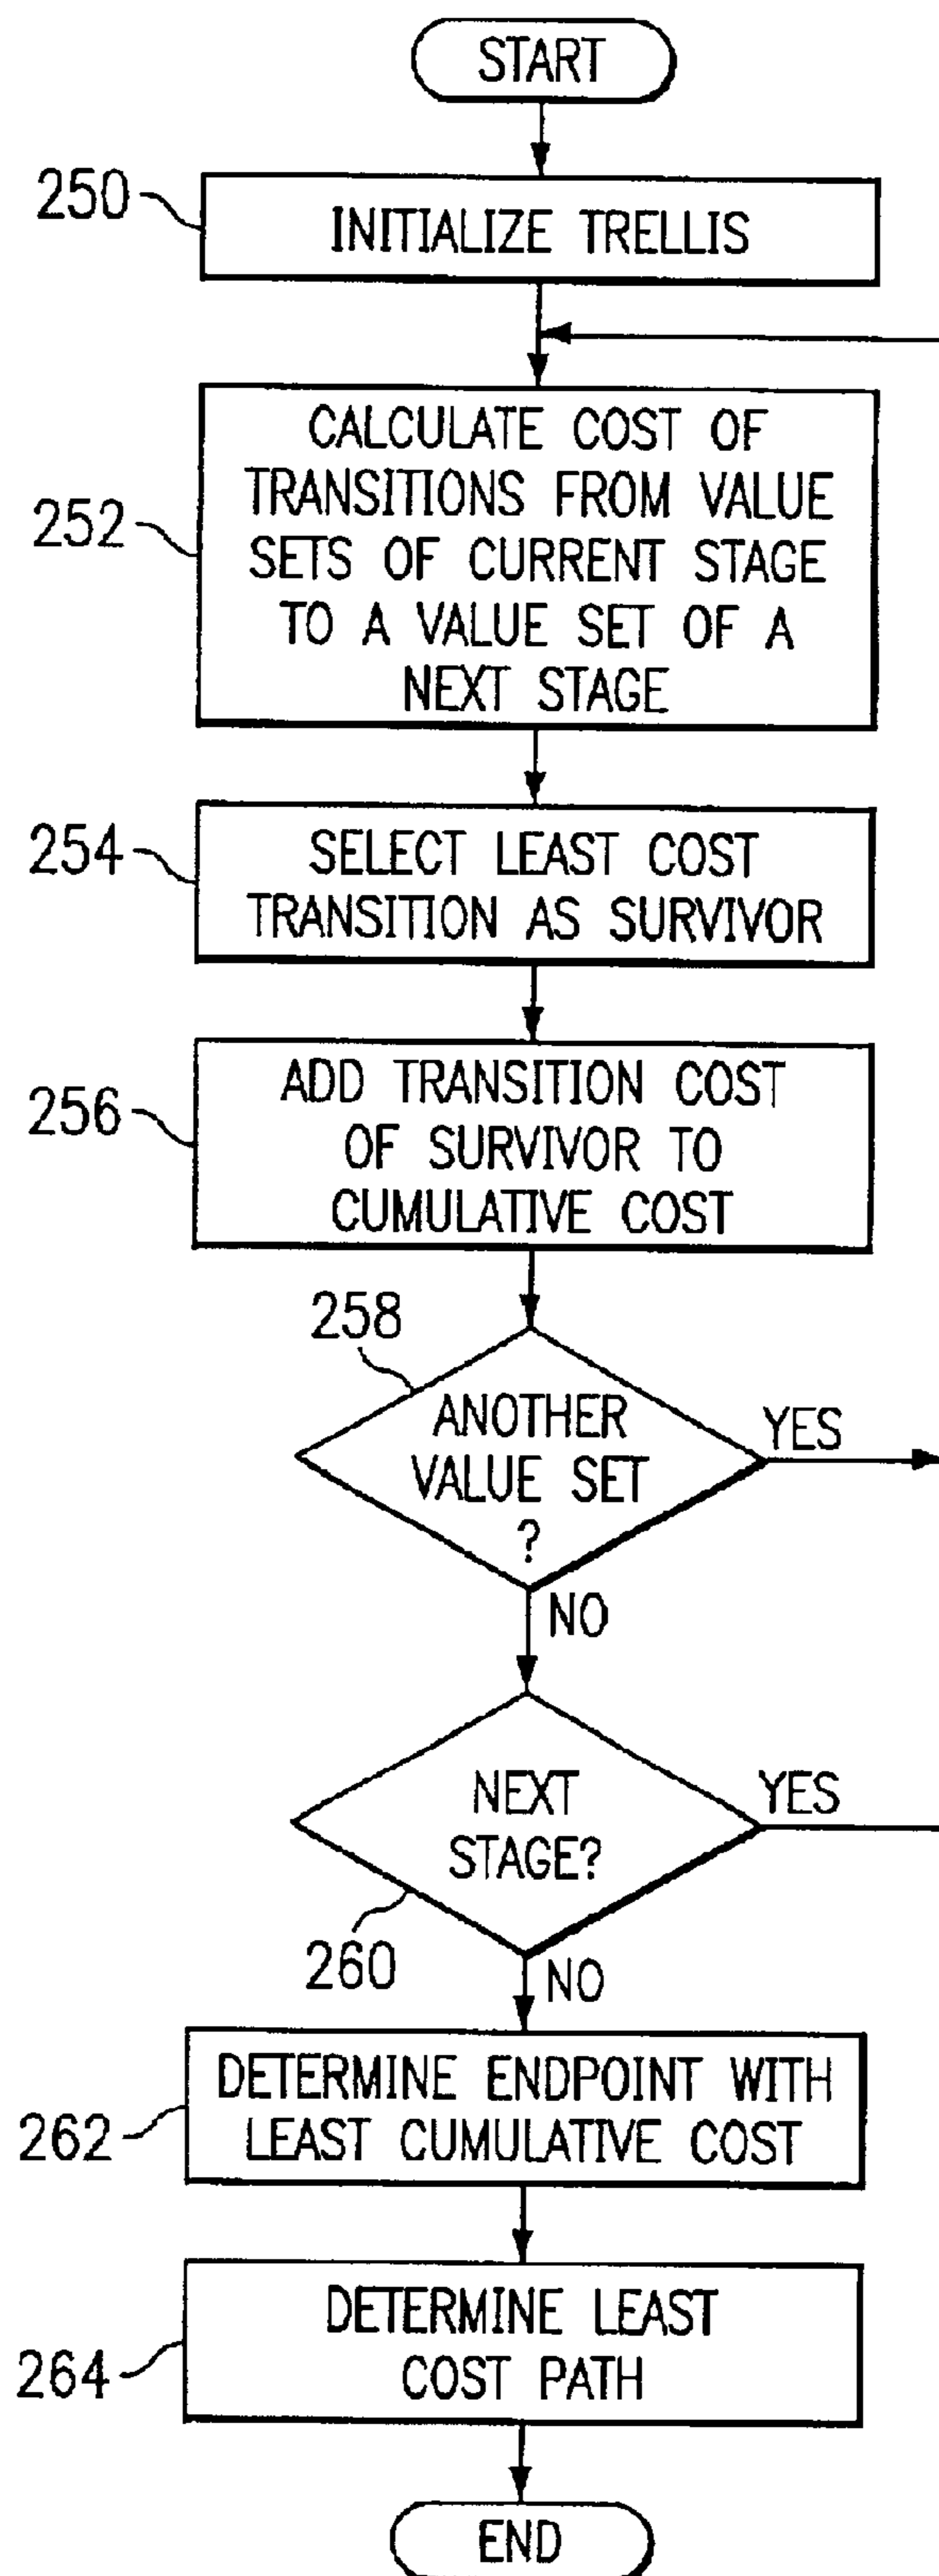 START
250
INITIALIZE TRELLIS
252
CALCULATE COST OF
TRANSITIONS FROM VALUE
SETS OF CURRENT STAGE
TO A VALUE SET OF A
NEXT STAGE
254
SELECT LEAST COST
TRANSITION AS SURVIVOR
256
ADD TRANSITION COST
OF SURVIVOR TO
CUMULATIVE COST
258
ANOTHER
VALUE SET
?
YES
NO
NEXT
STAGE?
YES
260
NO
262
DETERMINE ENDPOINT WITH
LEAST CUMULATIVE COST
264
DETERMINE LEAST
COST PATH
END